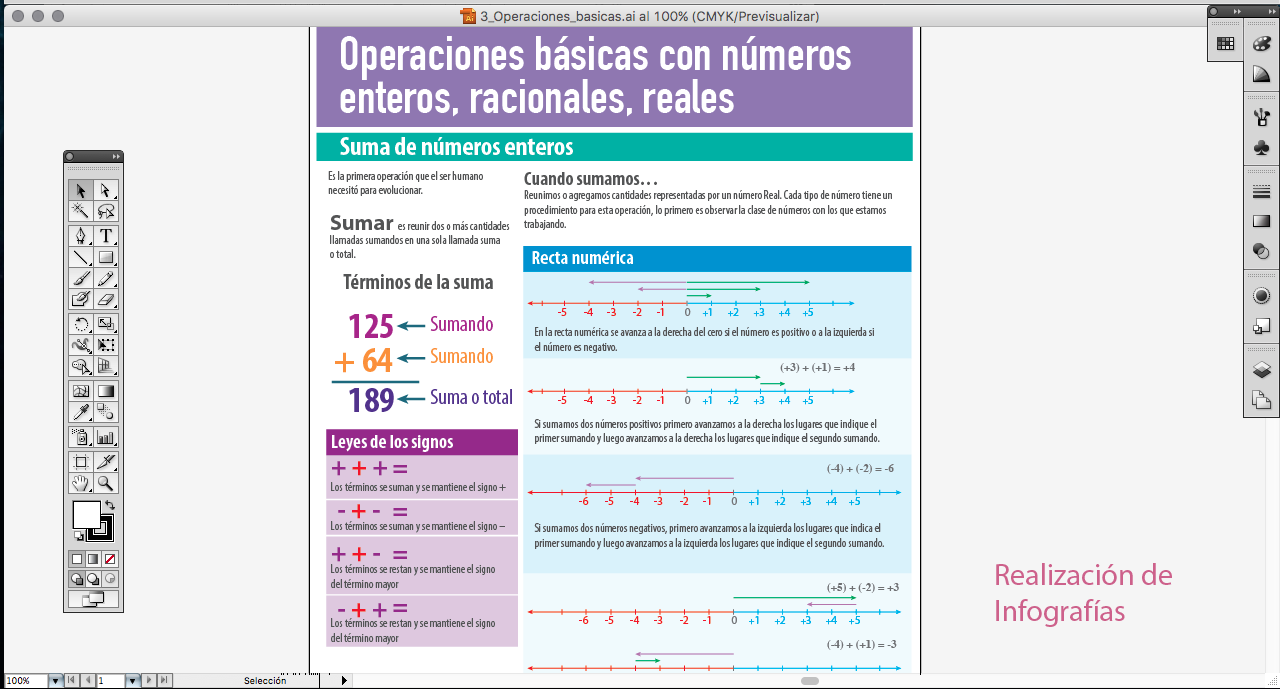 3_Operaciones_basicas.ai al 100% (CMYK/Previsualizar)
Operaciones básicas con números
enteros, racionales, reales
Suma de números enteros
Es la primera operación que el ser humano
necesitó para evolucionar.
Sumar es reunir dos o más cantidades
llamadas sumandos en una sola llamada suma
o total.
Términos de la suma
125 Sumando
+ 64 Sumando
189 Suma o total
Leyes de los signos
+ + + =
Los términos se suman y se mantiene el signo +
- + - =
Los términos se suman y se mantiene el signo –
+ + - =
Los términos se restan y se mantiene el signo
del término mayor
- + + =
Los términos se restan y se mantiene el signo
del término mayor
Cuando sumamos…
Reunimos o agregamos cantidades representadas por un número Real. Cada tipo de número tiene un
procedimiento para esta operación, lo primero es observar la clase de números con los que estamos
trabajando.
Recta numérica
-5 -4 -3 -2 -1 0 +1 +2 +3 +4 +5
En la recta numérica se avanza a la derecha del cero si el número es positivo o a la izquierda si
el número es negativo.
(+3) + (+1) = +4
-5 -4 -3 -2 -1 0 +1 +2 +3 +4 +5
Si sumamos dos números positivos primero avanzamos a la derecha los lugares que indique el
primer sumando y luego avanzamos a la derecha los lugares que indique el segundo sumando.
(-4) + (-2) = -6
-6 -5 -4 -3 -2 -1 0 +1 +2 +3 +4 +5
Si sumamos dos números negativos, primero avanzamos a la izquierda los lugares que indica el
primer sumando y luego avanzamos a la izquierda los lugares que indique el segundo sumando.
(+5) + (-2) = +3
-6 -5 -4 -3 -2 -1 0 +1 +2 +3 +4 +5
(-4) + (+1) = -3
Realización de
Infografías
100% 1 Selección